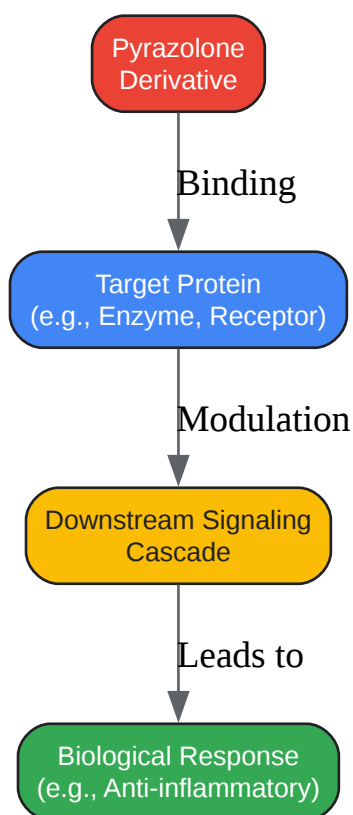 Pyrazolone
Derivative
Binding
Target Protein
(e.g., Enzyme, Receptor)
Modulation
Downstream Signaling
Cascade
Leads to
Biological Response
(e.g., Anti-inflammatory)